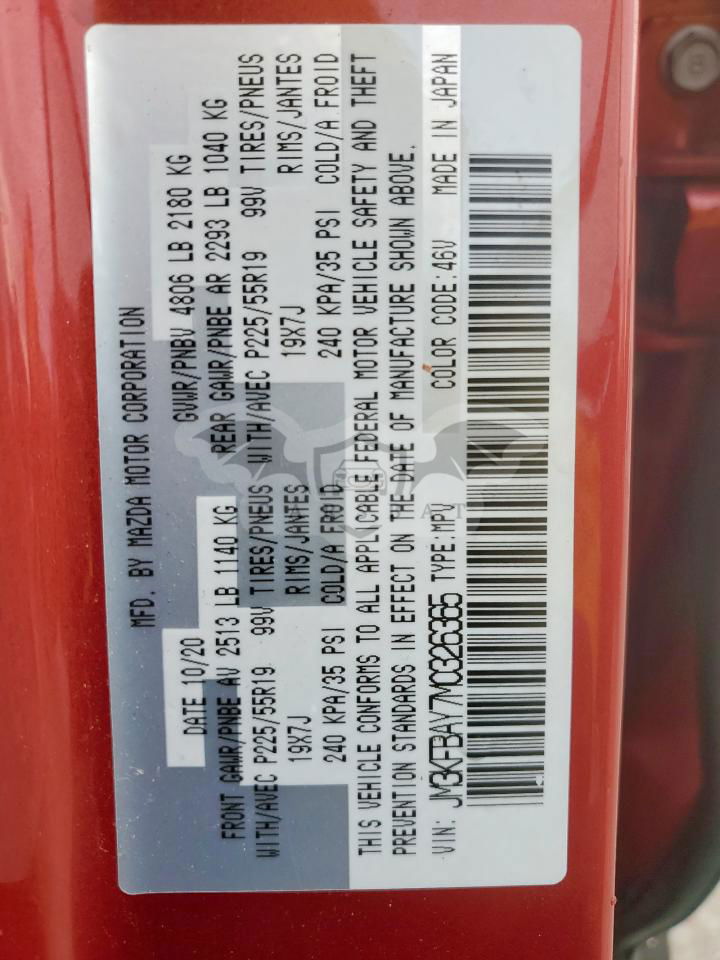 MFD. BY MAZDA MOTOR CORPORATION
DATE 10/20 GVWR/PNBV 4806 LB 2180 KG
FRONT GAWR/PNBE AV 2513 LB 1140 KG REAR GAWR/PNBE AR 2293 LB 1040 KG
WITH/AVEC P225/55R19 99V TIRES/PNEUS WITH/AVEC P225/55R19 99V TIRES/PNEUS
19X7J RIMS/JANTES 19X7J RIMS/JANTES
240 KPA/35 PSI COLD/A FROID 240 KPA/35 PSI COLD/A FROID
THIS VEHICLE CONFORMS TO ALL APPLICABLE FEDERAL MOTOR VEHICLE SAFETY AND THEFT
PREVENTION STANDARDS IN EFFECT ON THE DATE OF MANUFACTURE SHOWN ABOVE.
VIN: JM3KFBAY7M0326365 TYPE:MPV COLOR CODE:46V MADE IN JAPAN